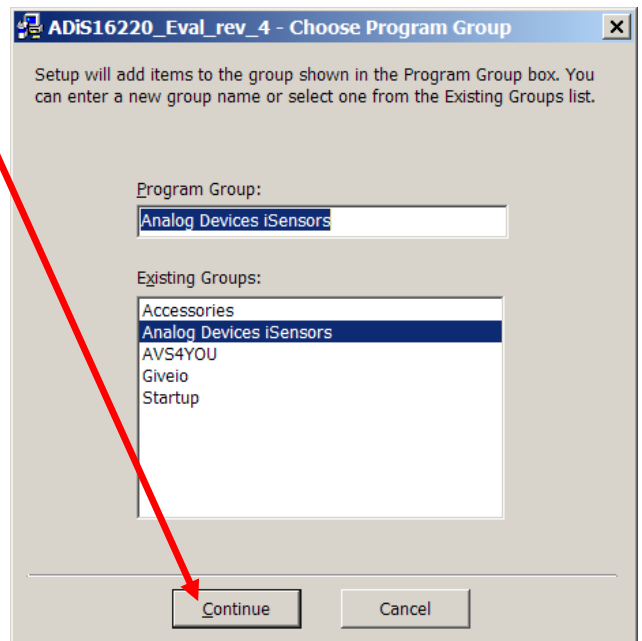 ADiS16220_Eval_rev_4 - Choose Program Group
Setup will add items to the group shown in the Program Group box. You
can enter a new group name or select one from the Existing Groups list.
Program Group:
Analog Devices iSensors
Existing Groups:
Accessories
Analog Devices iSensors
AVS4YOU
Giveio
Startup
Continue
Cancel